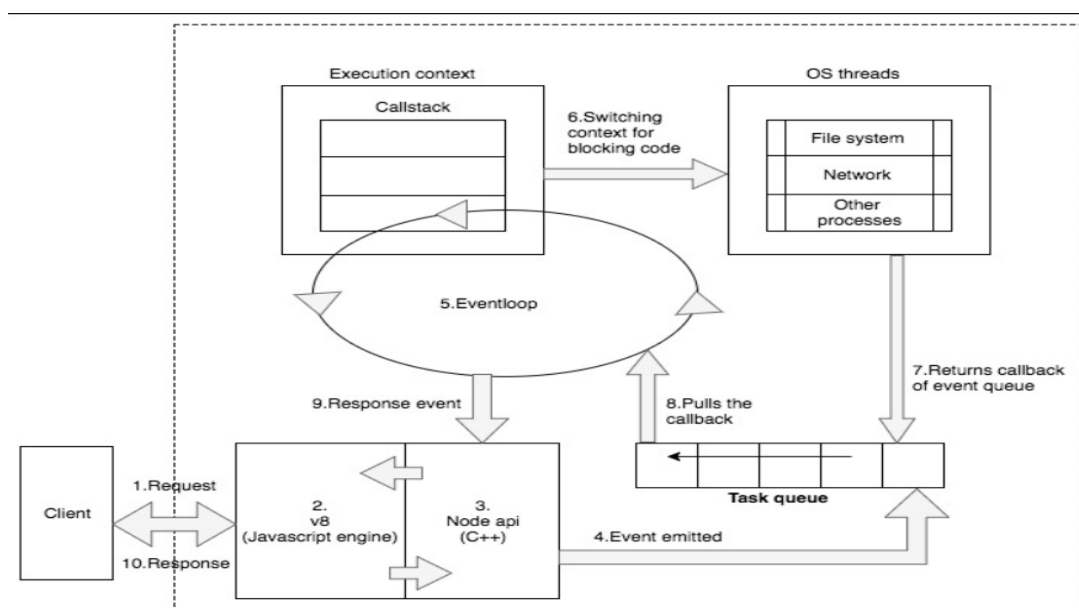 Execution context
OS threads
Callstack
6.Switching
context for
blocking code
File system
Network
Other
processes
5.Eventloop
7.Returns callback
of event queue
9.Response event
8.Pulls the
callback
Task queue
1.Request
Client
2.
v8
(Javascript engine)
3.
Node api
(C++)
4.Event emitted
10.Response